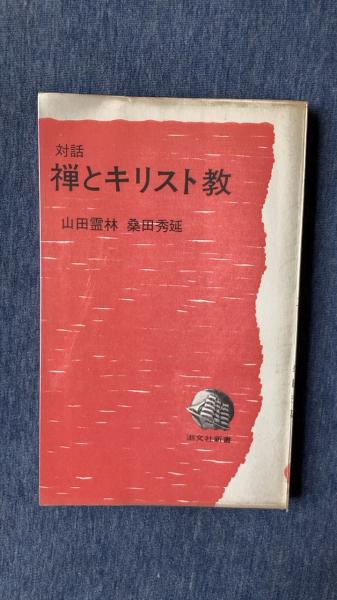 対話
禅とキリスト教
山田霊林 桑田秀延
潮文社新書